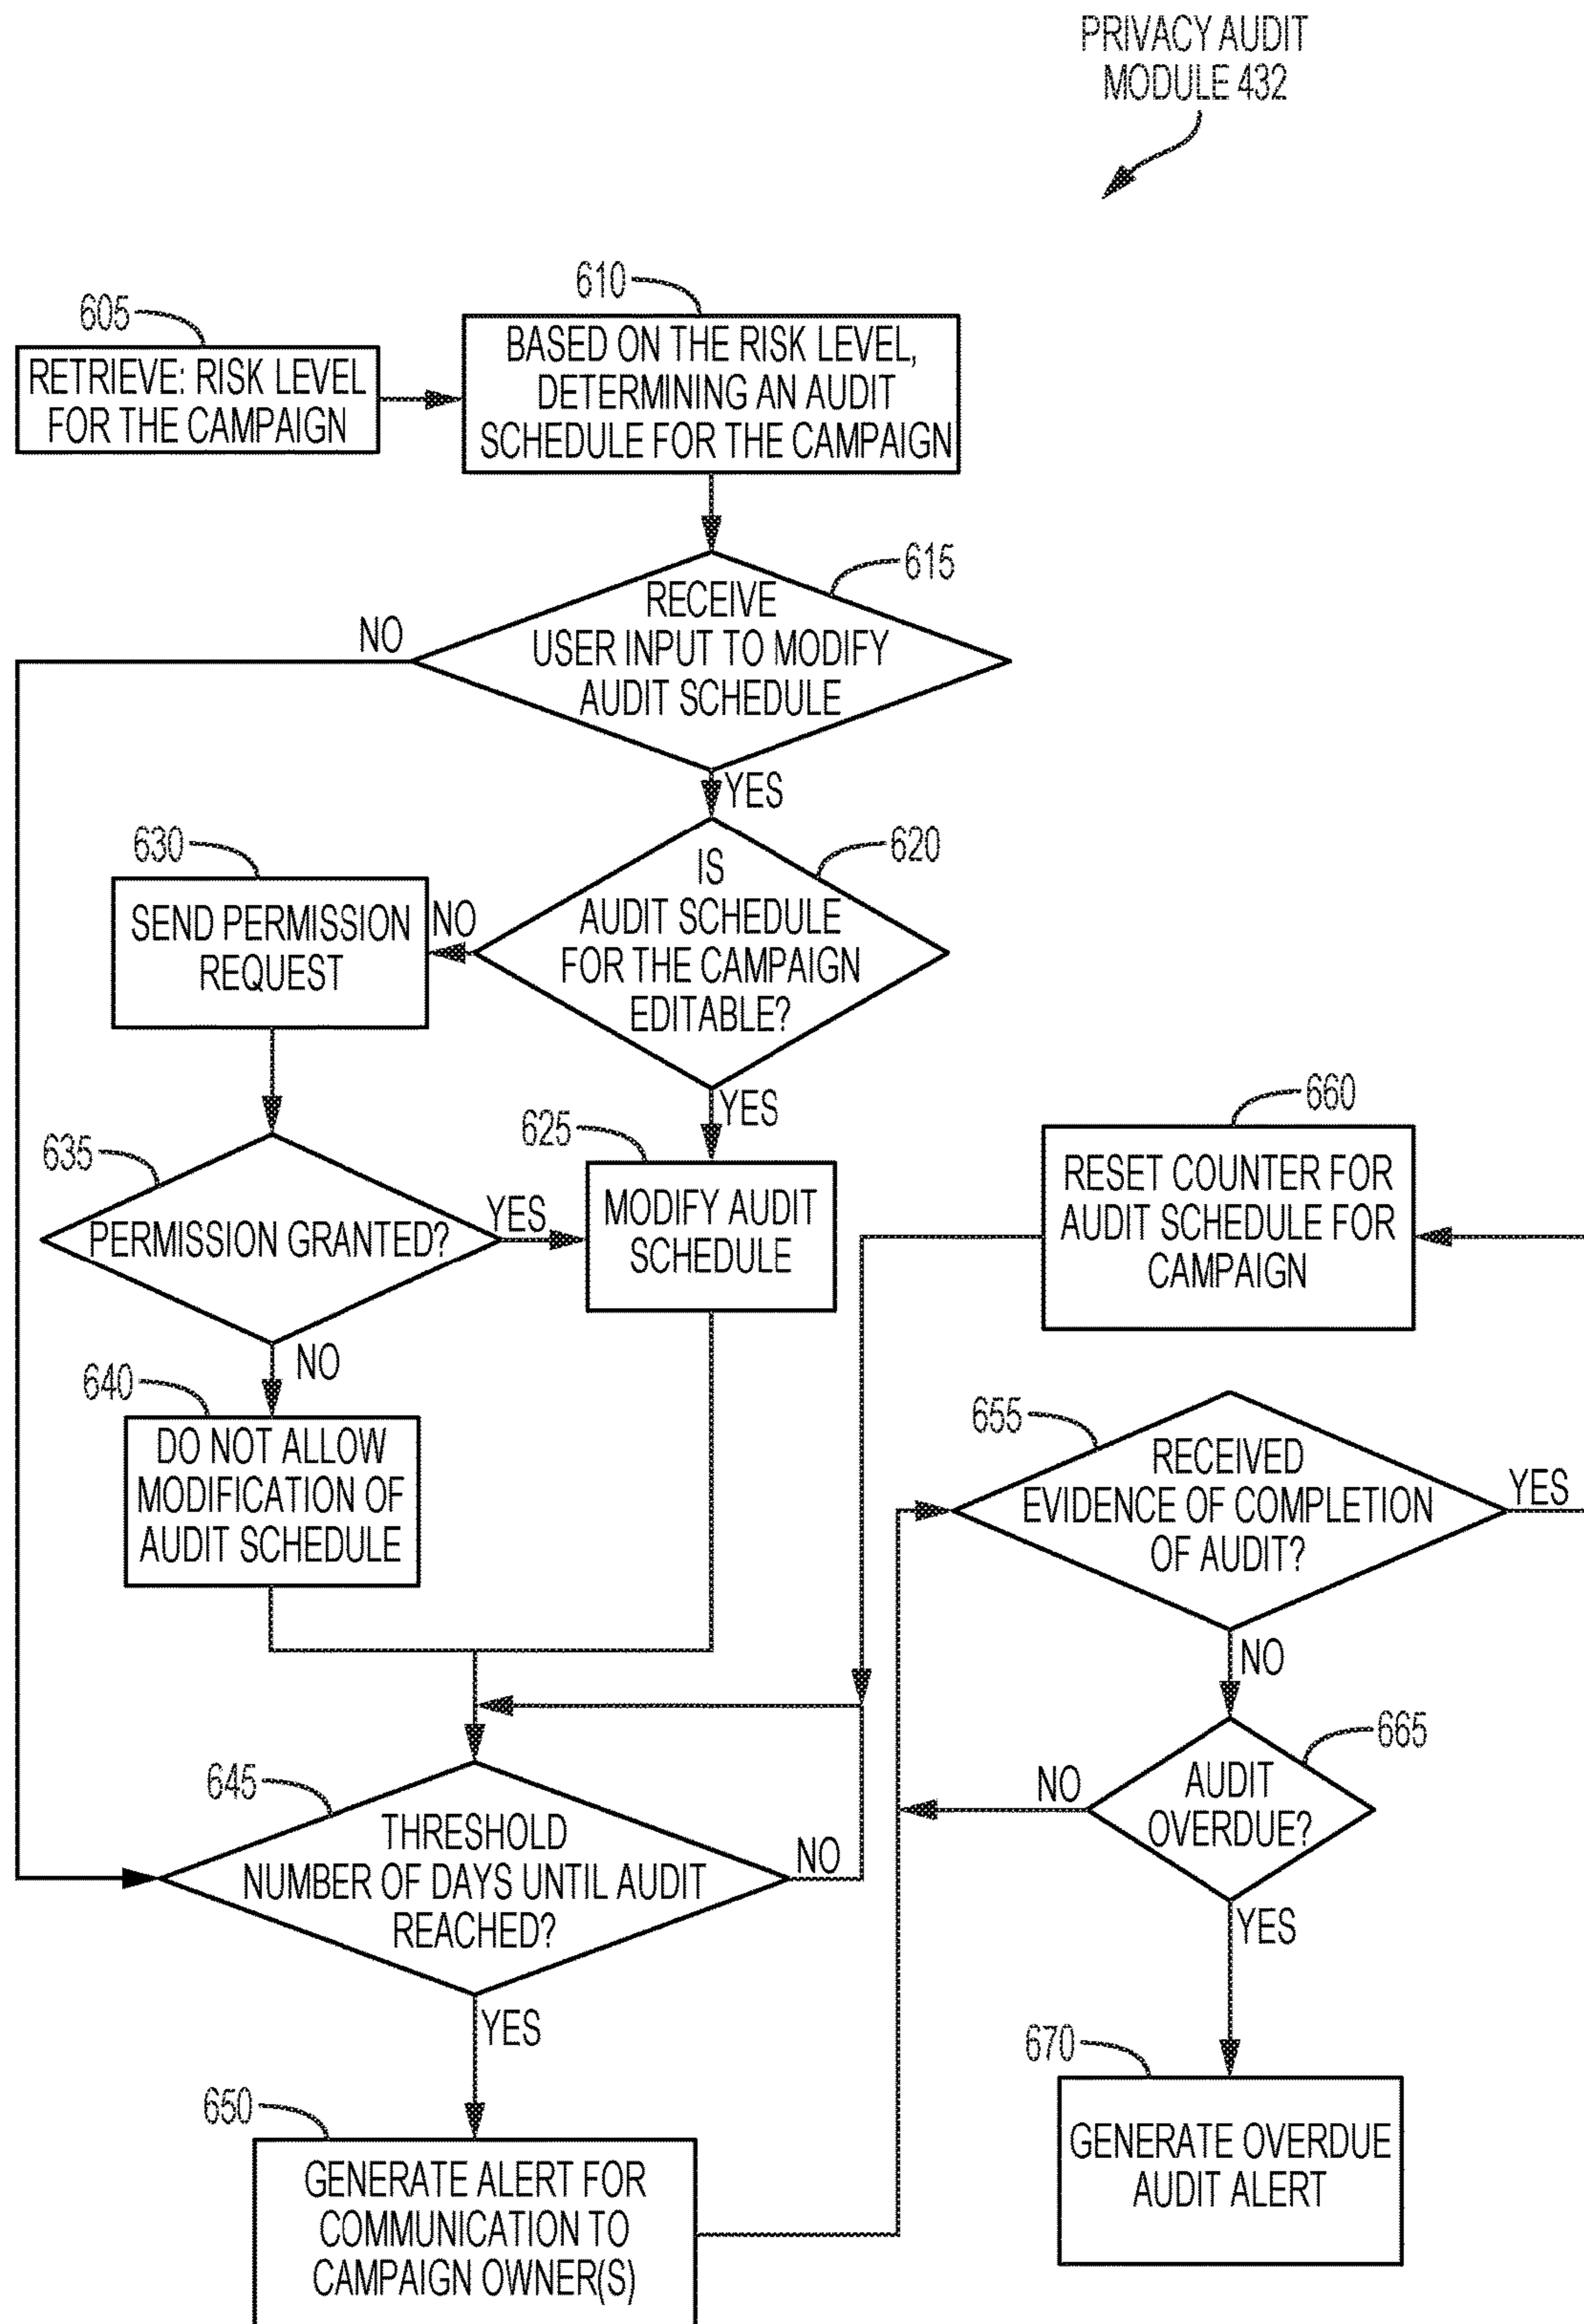 PRIVACY AUDIT
MODULE 432
605
610
RETRIEVE: RISK LEVEL
FOR THE CAMPAIGN
BASED ON THE RISK LEVEL,
DETERMINING AN AUDIT
SCHEDULE FOR THE CAMPAIGN
615
RECEIVE
USER INPUT TO MODIFY
AUDIT SCHEDULE
NO
YES
620
IS
AUDIT SCHEDULE
FOR THE CAMPAIGN
EDITABLE?
NO
YES
630
SEND PERMISSION
REQUEST
635
PERMISSION GRANTED?
YES
NO
625
MODIFY AUDIT
SCHEDULE
640
DO NOT ALLOW
MODIFICATION OF
AUDIT SCHEDULE
645
THRESHOLD
NUMBER OF DAYS UNTIL AUDIT
REACHED?
NO
YES
650
GENERATE ALERT FOR
COMMUNICATION TO
CAMPAIGN OWNER(S)
660
RESET COUNTER FOR
AUDIT SCHEDULE FOR
CAMPAIGN
655
RECEIVED
EVIDENCE OF COMPLETION
OF AUDIT?
YES
NO
665
AUDIT
OVERDUE?
NO
YES
670
GENERATE OVERDUE
AUDIT ALERT